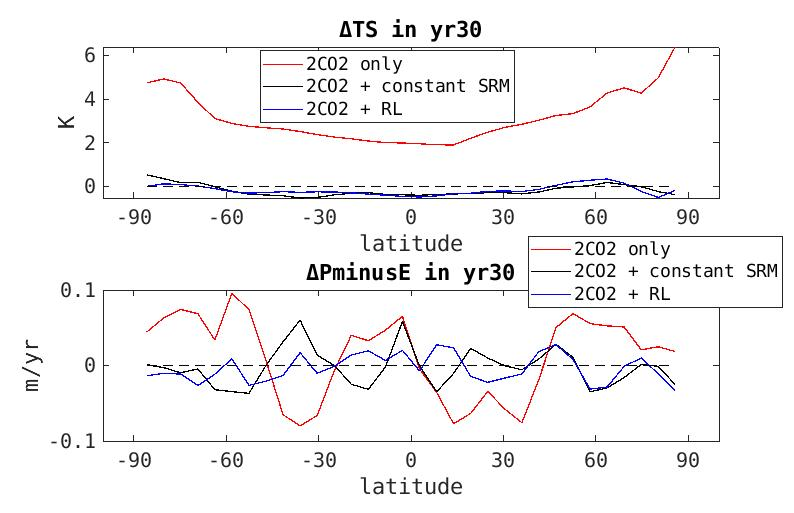 ΔTS in yr30
6
4
2
0
K
2CO2 only
2CO2 + constant SRM
2CO2 + RL
-90 -60 -30 0 30 60 90
latitude
2CO2 only
2CO2 + constant SRM
2CO2 + RL
ΔPminusE in yr30
0.1
0
-0.1
m/yr
-90 -60 -30 0 30 60 90
latitude